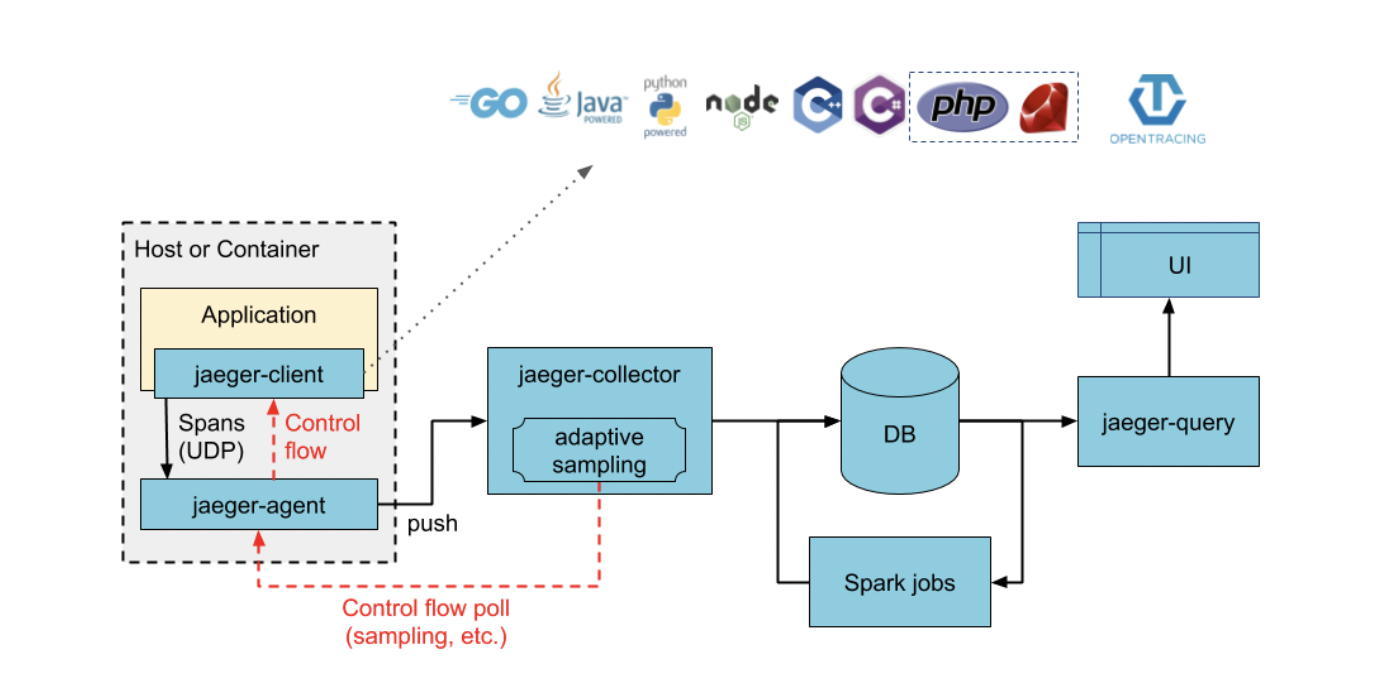 GO
Java
POWERED
python
powered
node
JS
C++
C#
php
OPENTRACING
Host or Container
Application
jaeger-client
Spans
(UDP)
Control
flow
jaeger-agent
push
jaeger-collector
adaptive
sampling
Control flow poll
(sampling, etc.)
DB
Spark jobs
jaeger-query
UI